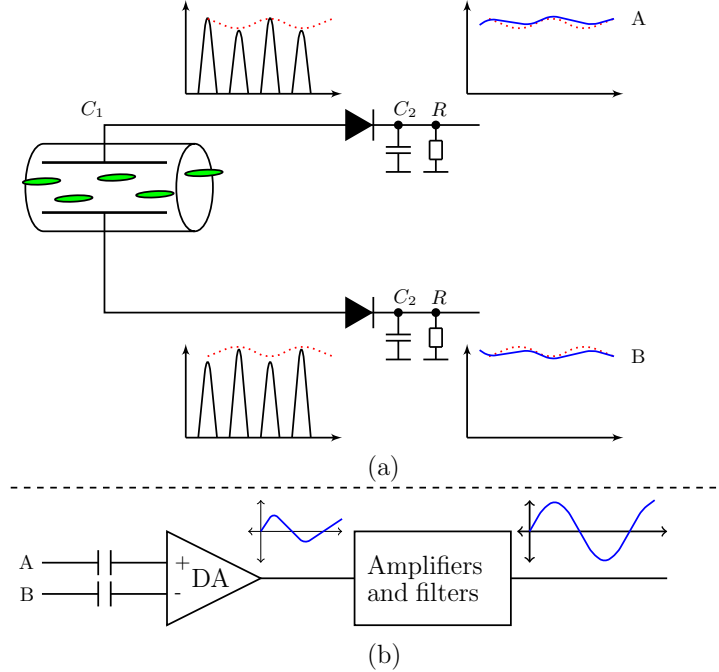 A
C₁
C₂ R
C₂ R
B
(a)
A
B
+
-
DA
Amplifiers
and filters
(b)